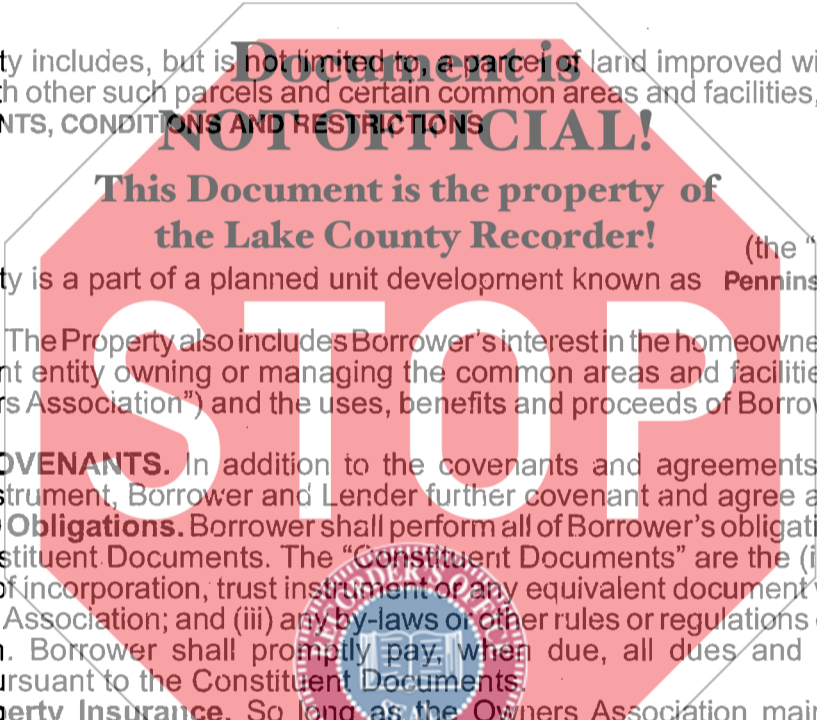 ty includes, but is not limited to, a parcel of land improved wi
Document is
h other such parcels and certain common areas and facilities,
NTS, CONDITIONS AND RESTRICTIONS
NOT OFFICIAL!
This Document is the property of
the Lake County Recorder!
(the “
ty is a part of a planned unit development known as Pennins
STOP
The Property also includes Borrower’s interest in the homeowne
nt entity owning or managing the common areas and facilitie
rs Association”) and the uses, benefits and proceeds of Borrow
OVENANTS. In addition to the covenants and agreements
strument, Borrower and Lender further covenant and agree a
Obligations. Borrower shall perform all of Borrower’s obligati
stituent Documents. The “Constituent Documents” are the (i
of incorporation, trust instrument or any equivalent document
Association; and (iii) any by-laws or other rules or regulations
. Borrower shall promptly pay, when due, all dues and
ursuant to the Constituent Documents.
erty Insurance. So long as the Owners Association main